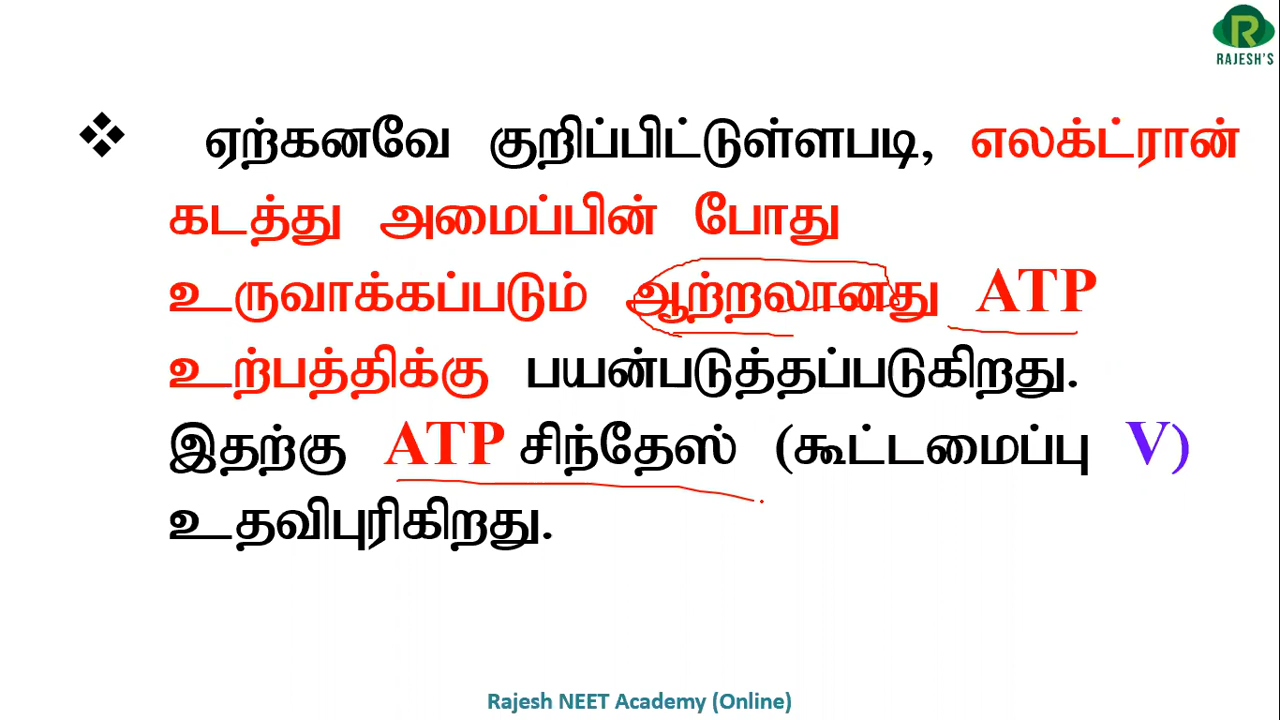 RAJESH'S
❖ ஏற்கனவே குறிப்பிட்டுள்ளபடி, எலக்ட்ரான்
கடத்து அமைப்பின் போது
உருவாக்கப்படும் ஆற்றலானது ATP
உற்பத்திக்கு பயன்படுத்தப்படுகிறது.
இதற்கு ATP சிந்தேஸ் (கூட்டமைப்பு V)
உதவிபுரிகிறது.
Rajesh NEET Academy (Online)